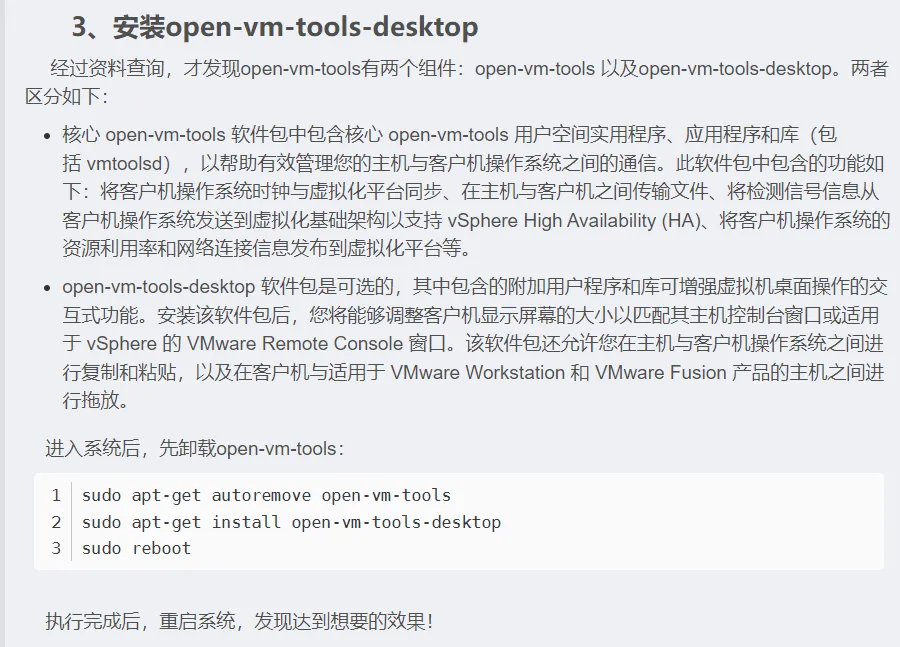 3、安装open-vm-tools-desktop
经过资料查询，才发现open-vm-tools有两个组件：open-vm-tools 以及open-vm-tools-desktop。两者
区分如下：
• 核心 open-vm-tools 软件包中包含核心 open-vm-tools 用户空间实用程序、应用程序和库（包
括 vmtoolsd），以帮助有效管理您的主机与客户机操作系统之间的通信。此软件包中包含的功能如
下：将客户机操作系统时钟与虚拟化平台同步、在主机与客户机之间传输文件、将检测信号信息从
客户机操作系统发送到虚拟化基础架构以支持 vSphere High Availability (HA)、将客户机操作系统的
资源利用率和网络连接信息发布到虚拟化平台等。
• open-vm-tools-desktop 软件包是可选的，其中包含的附加用户程序和库可增强虚拟机桌面操作的交
互式功能。安装该软件包后，您将能够调整客户机显示屏幕的大小以匹配其主机控制台窗口或适用
于 vSphere 的 VMware Remote Console 窗口。该软件包还允许您在主机与客户机操作系统之间进
行复制和粘贴，以及在客户机与适用于 VMware Workstation 和 VMware Fusion 产品的主机之间进
行拖放。
进入系统后，先卸载open-vm-tools：
1 sudo apt-get autoremove open-vm-tools
2 sudo apt-get install open-vm-tools-desktop
3 sudo reboot
执行完成后，重启系统，发现达到想要的效果！